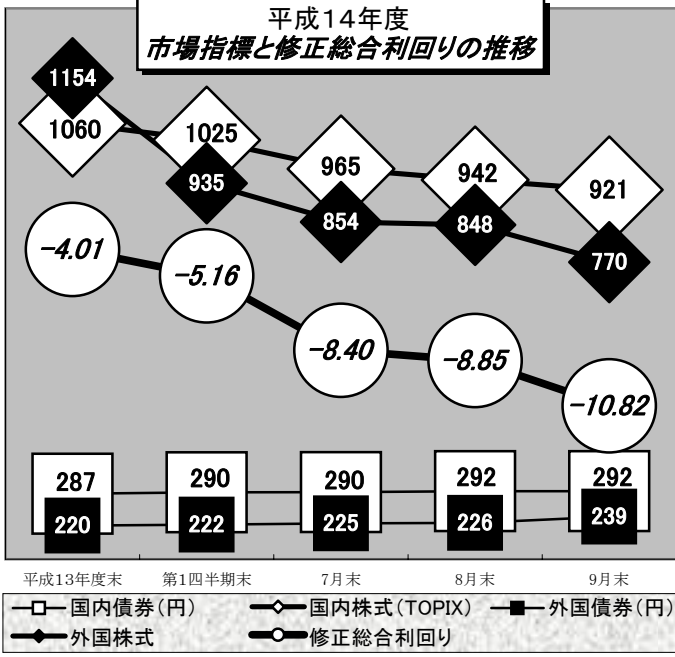 平成14年度
市場指標と修正総合利回りの推移
1154
1060
1025
935
965
854
942
848
921
770
-4.01
-5.16
-8.40
-8.85
-10.82
287 290 290 292 292
220 222 225 226 239
平成13年度末 第1四半期末 7月末 8月末 9月末
国内債券(円) 国内株式(TOPIX) 外国債券(円)
外国株式 修正総合利回り